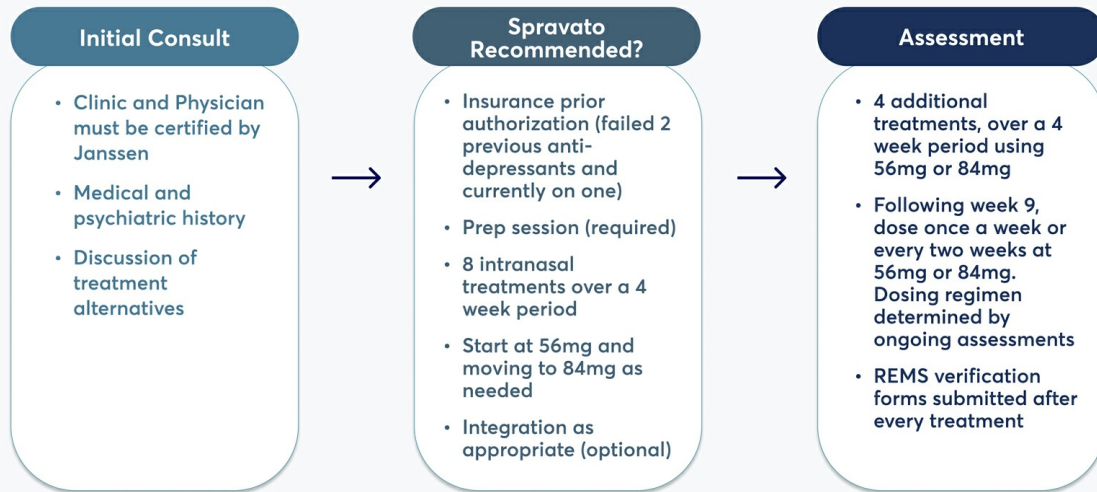 Initial Consult
• Clinic and Physician
must be certified by
Janssen
• Medical and
psychiatric history
• Discussion of
treatment
alternatives
Spravato
Recommended?
• Insurance prior
authorization (failed 2
previous anti-
depressants and
currently on one)
• Prep session (required)
• 8 intranasal
treatments over a 4
week period
• Start at 56mg and
moving to 84mg as
needed
• Integration as
appropriate (optional)
Assessment
• 4 additional
treatments, over a 4
week period using
56mg or 84mg
• Following week 9,
dose once a week or
every two weeks at
56mg or 84mg.
Dosing regimen
determined by
ongoing assessments
• REMS verification
forms submitted after
every treatment